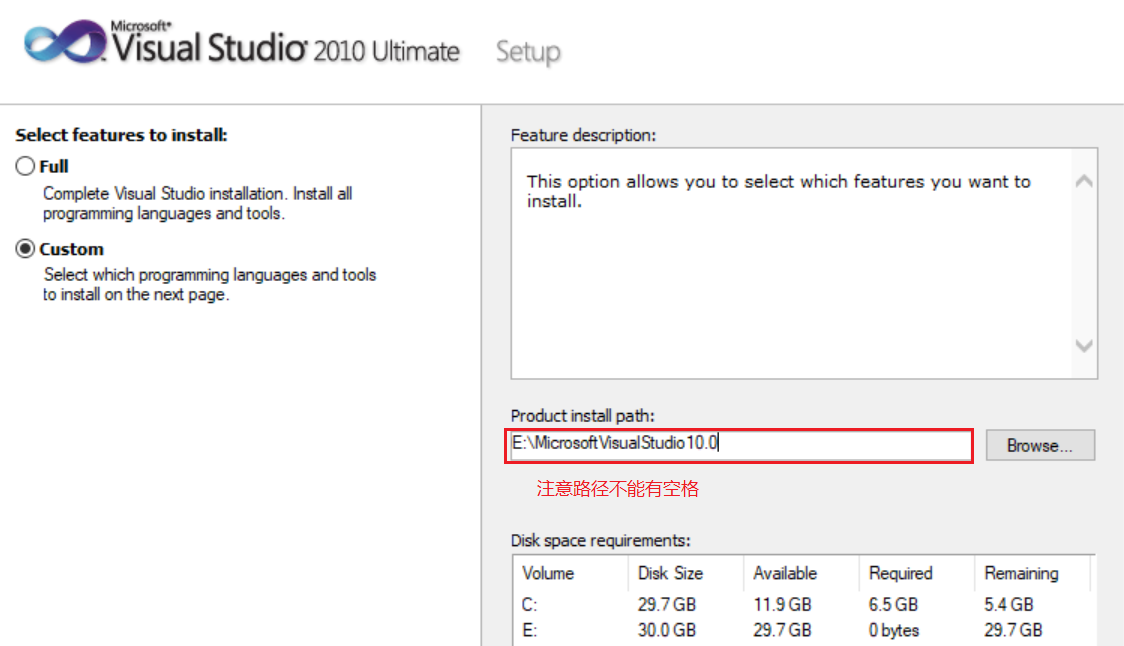 Microsoft®
Visual Studio® 2010 Ultimate Setup
Select features to install:
Full
Complete Visual Studio installation. Install all
programming languages and tools.
Custom
Select which programming languages and tools
to install on the next page.
Feature description:
This option allows you to select which features you want to
install.
Product install path:
E:\MicrosoftVisualStudio10.0
Browse...
注意路径不能有空格
Disk space requirements:
Volume Disk Size Available Required Remaining
C: 29.7 GB 11.9 GB 6.5 GB 5.4 GB
E: 30.0 GB 29.7 GB 0 bytes 29.7 GB